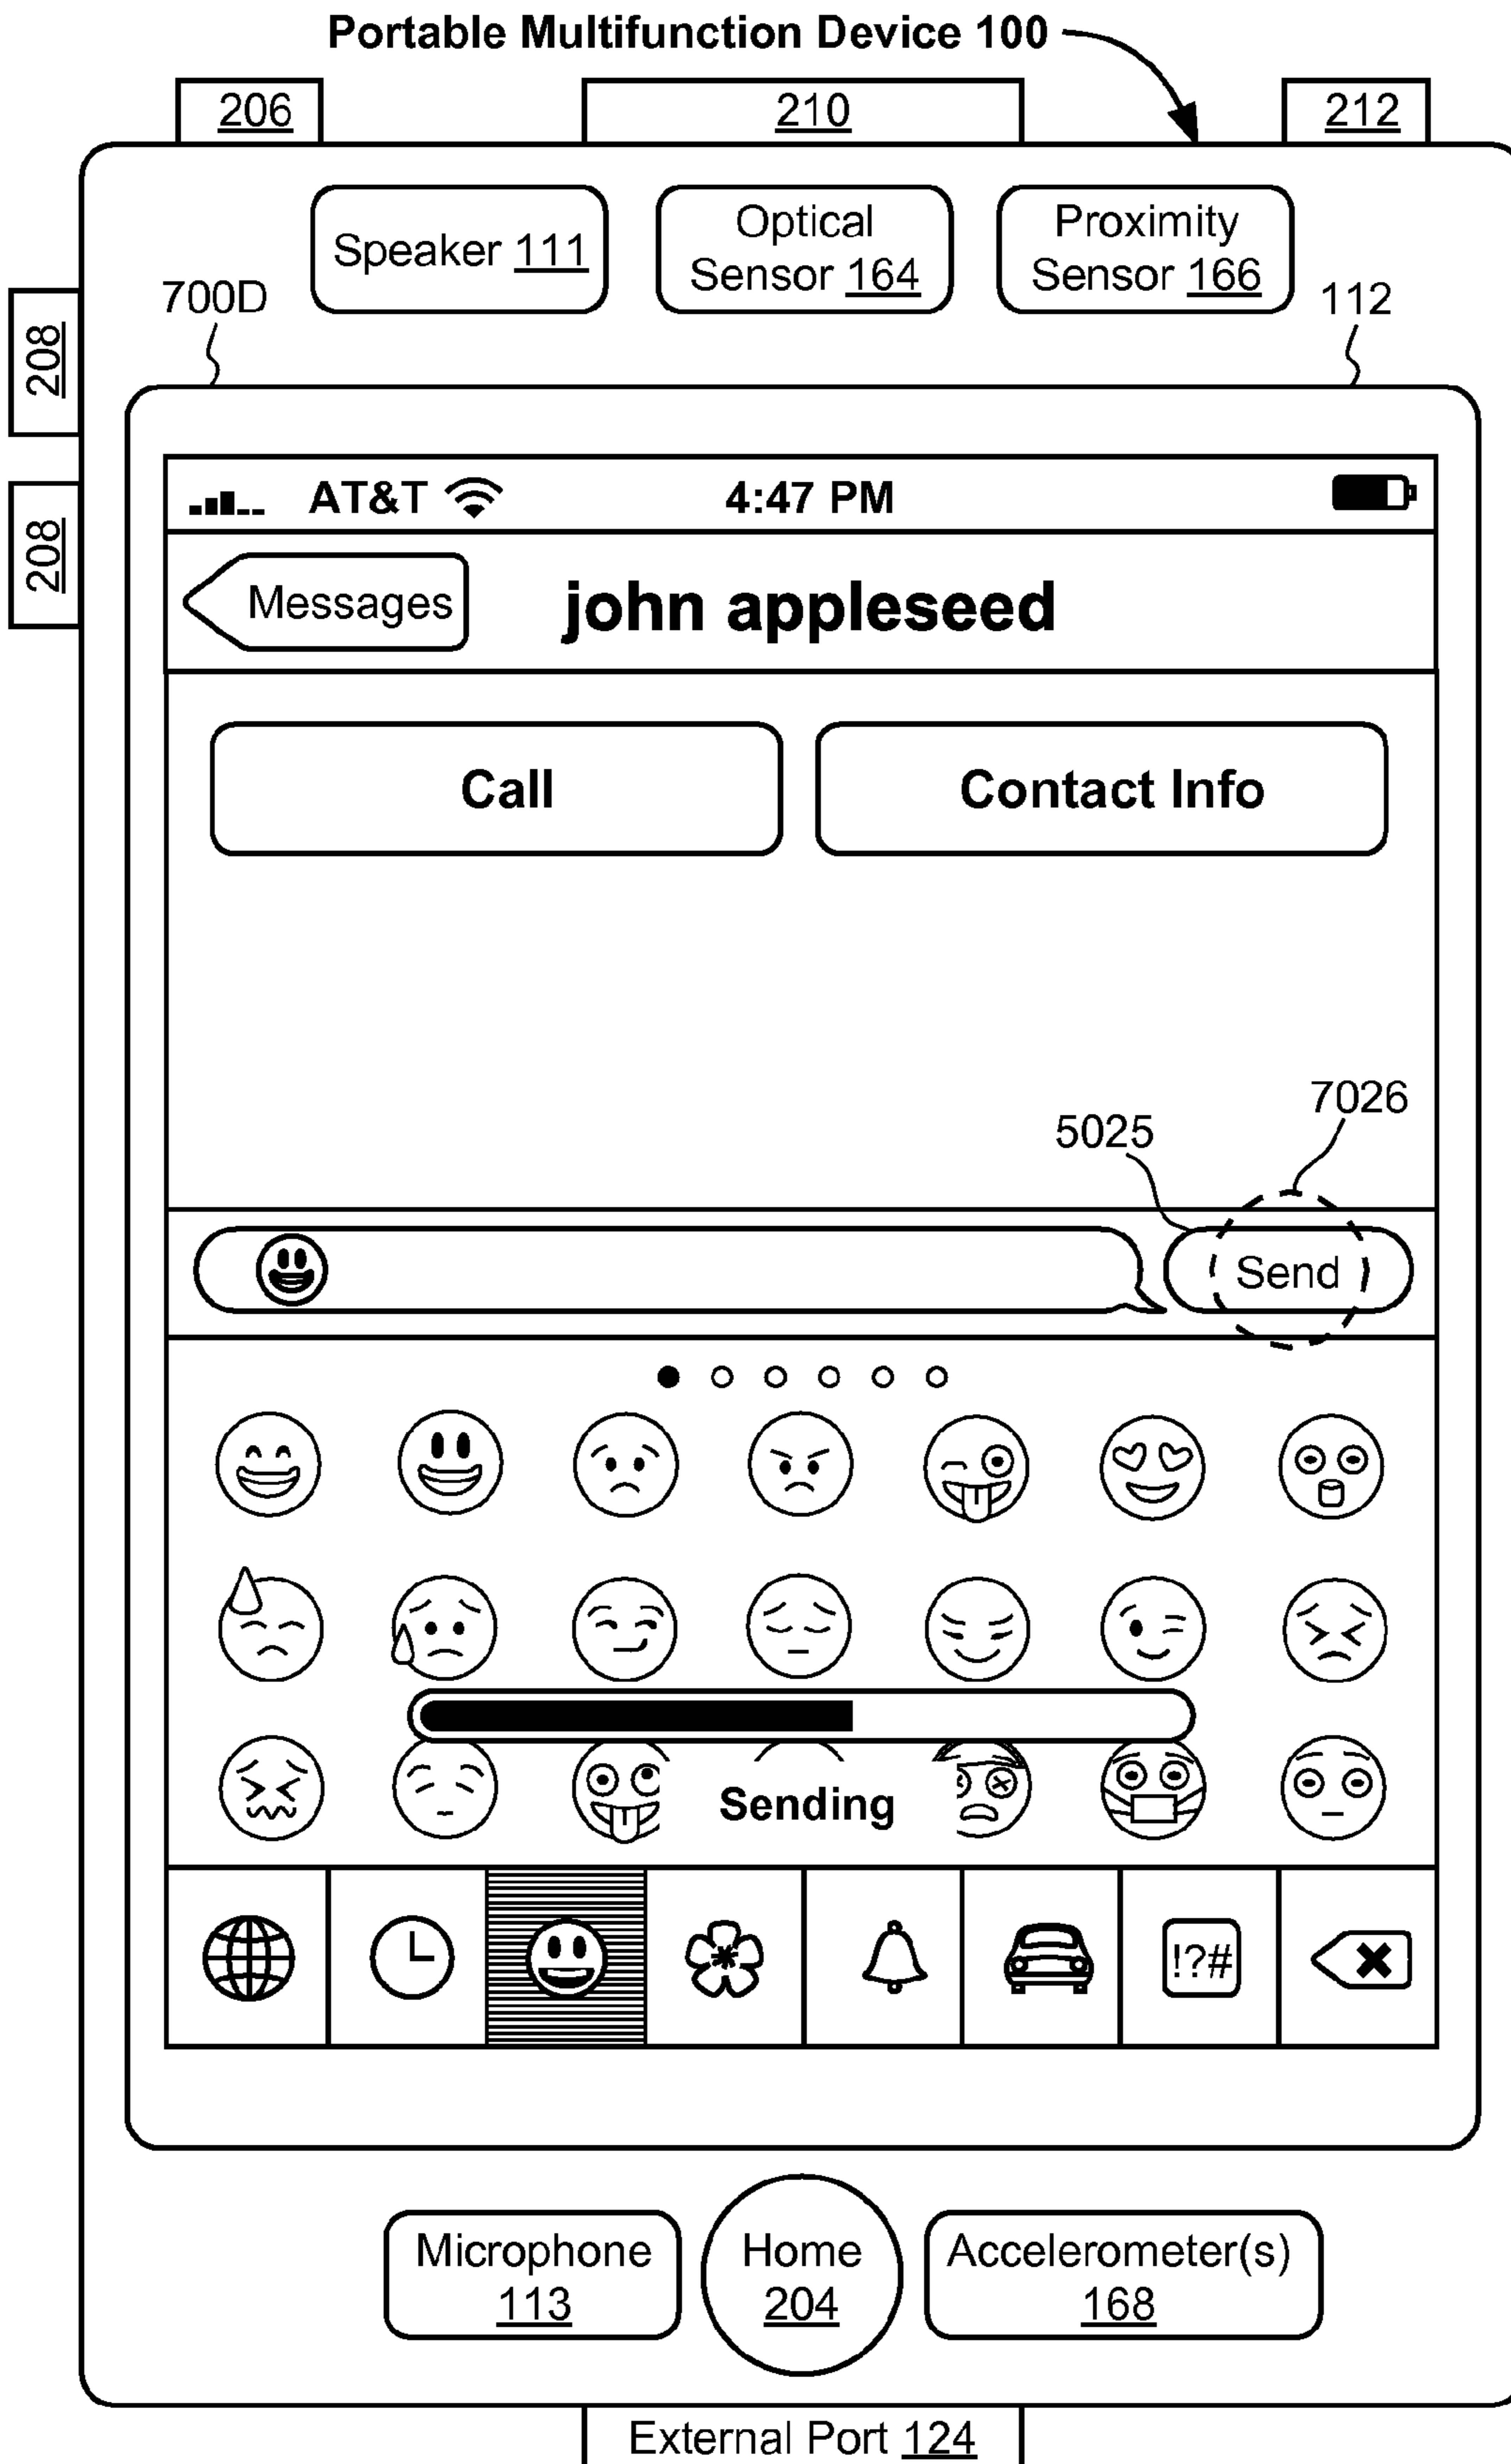 Portable Multifunction Device 100
206
210
212
Speaker 111
Optical
Sensor 164
Proximity
Sensor 166
700D
112
208
208
AT&T
4:47 PM
Messages
john appleseed
Call
Contact Info
7026
5025
Send
Sending
!?#
Microphone
113
Home
204
Accelerometer(s)
168
External Port 124